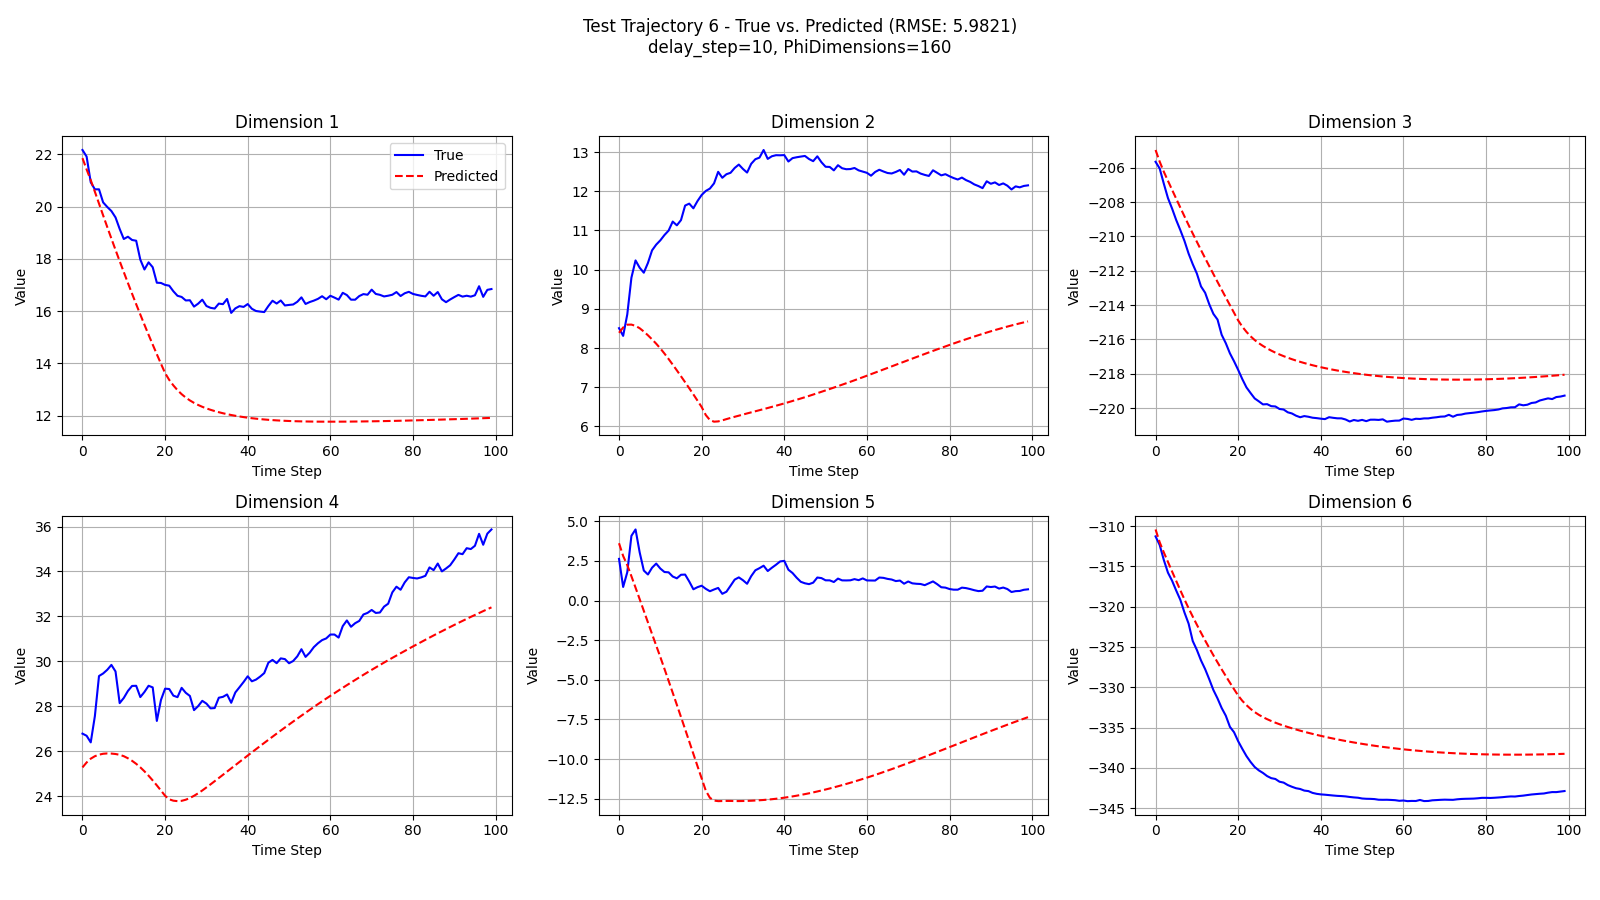 Test Trajectory 6 - True vs. Predicted (RMSE: 5.9821)
delay_step=10, PhiDimensions=160
Dimension 1
22
20
18
16
14
12
Value
0 20 40 60 80 100
Time Step
True
Predicted
Dimension 2
13
12
11
10
9
8
7
6
Value
0 20 40 60 80 100
Time Step
Dimension 3
−206
−208
−210
−212
−214
−216
−218
−220
Value
0 20 40 60 80 100
Time Step
Dimension 4
36
34
32
30
28
26
24
Value
0 20 40 60 80 100
Time Step
Dimension 5
5.0
2.5
0.0
−2.5
−5.0
−7.5
−10.0
−12.5
Value
0 20 40 60 80 100
Time Step
Dimension 6
−310
−315
−320
−325
−330
−335
−340
−345
Value
0 20 40 60 80 100
Time Step